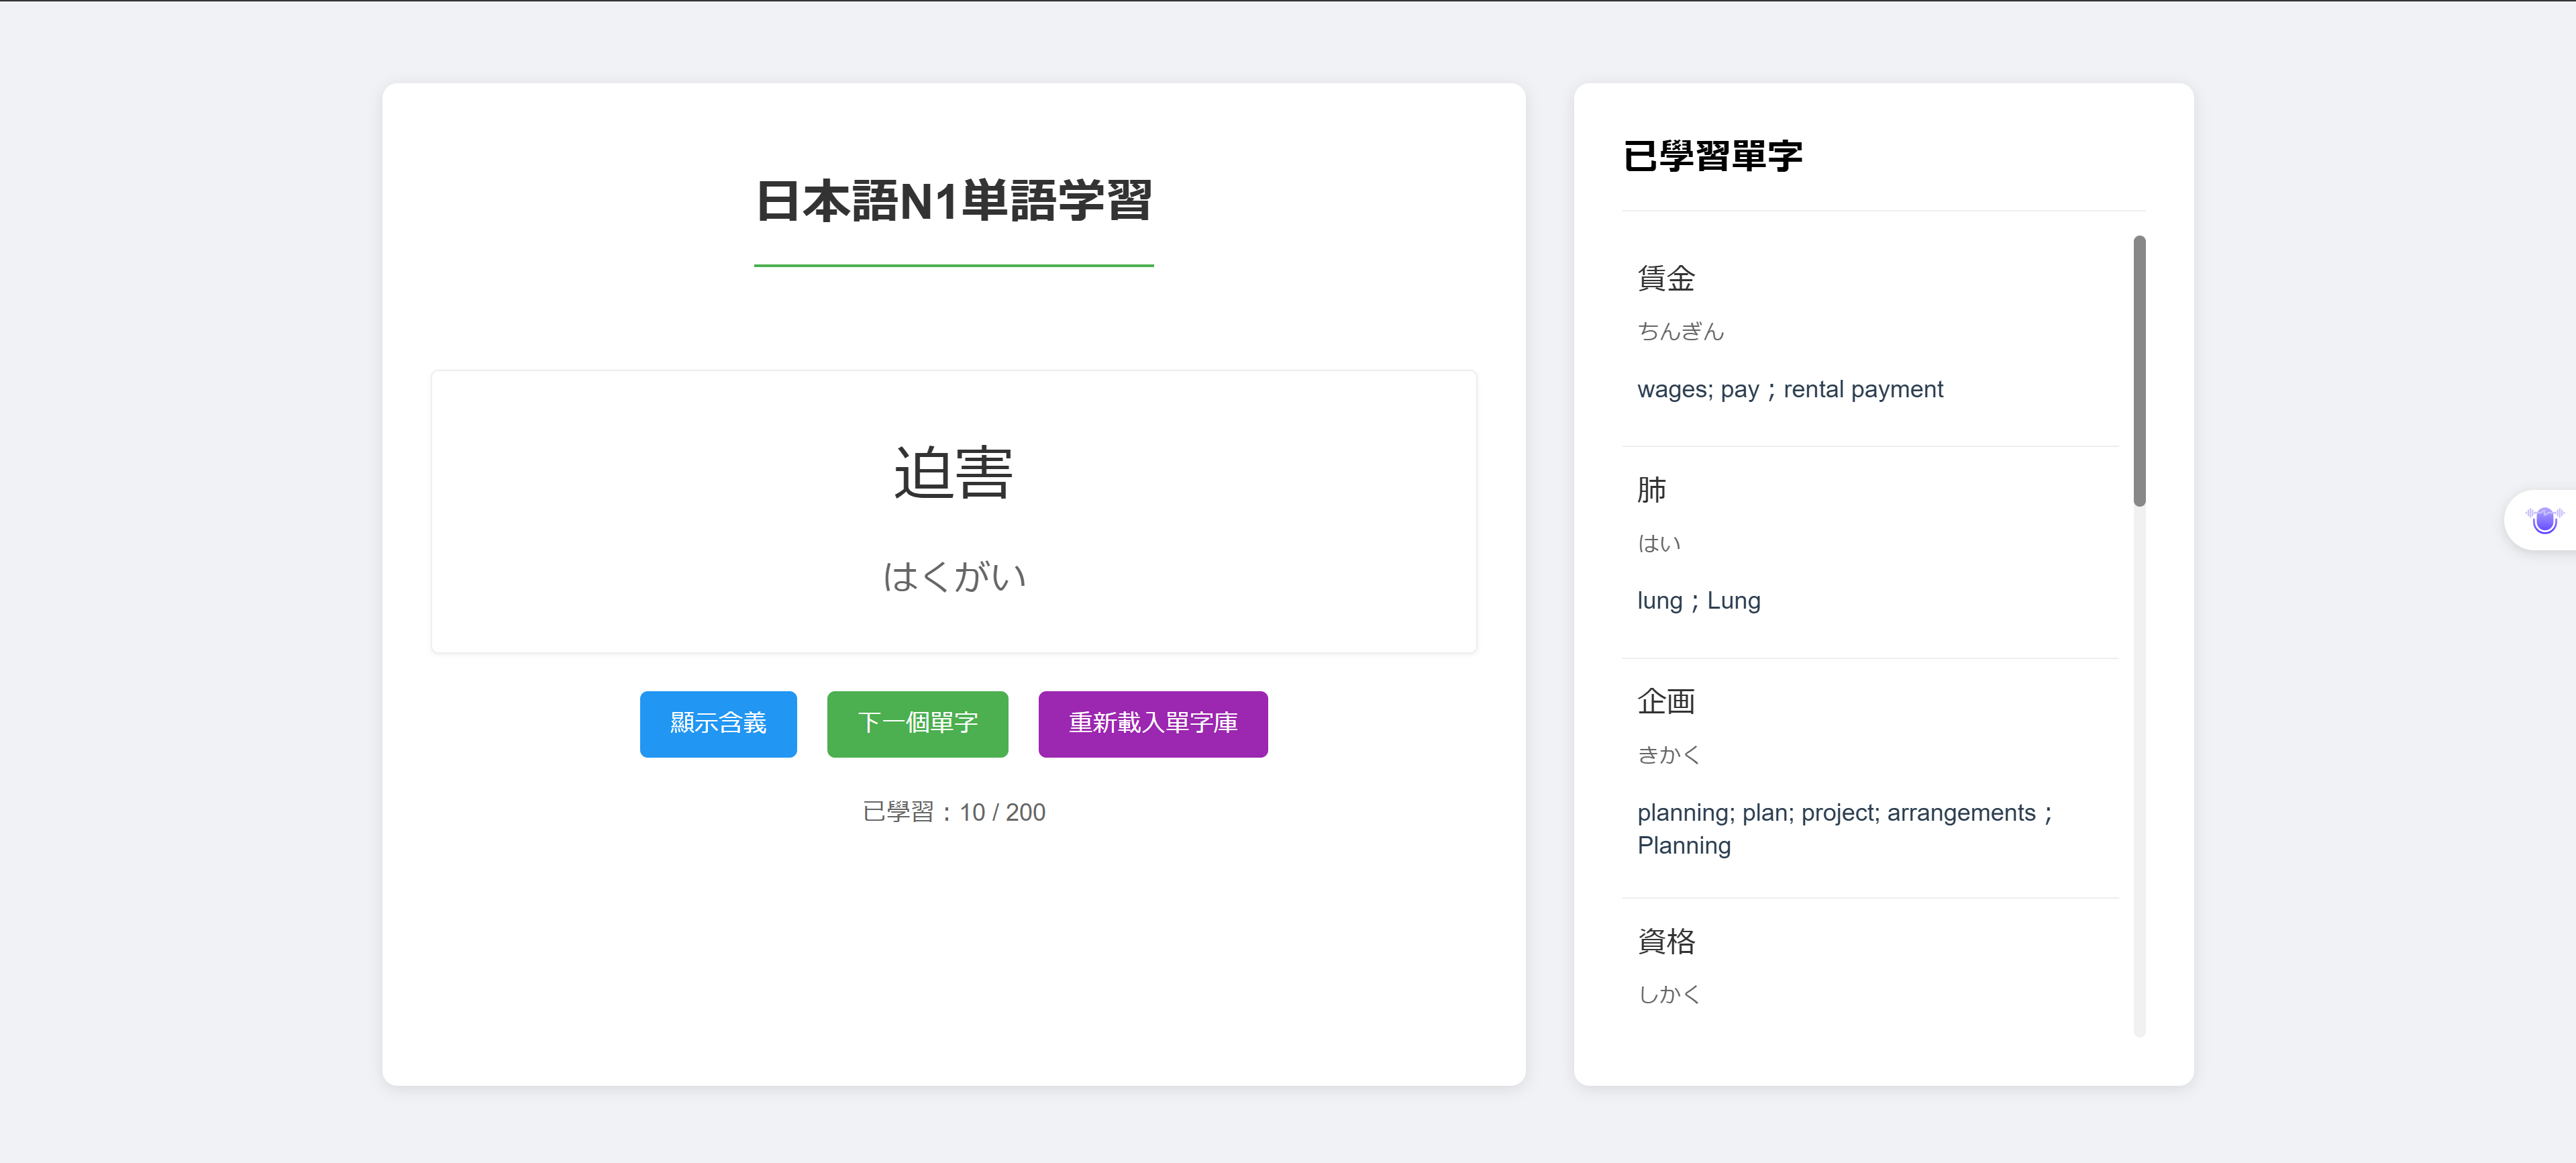 日本語N1単語学習
迫害
はくがい
顯示含義
下一個單字
重新載入單字庫
已學習：10 / 200
已學習單字
賃金
ちんぎん
wages; pay；rental payment
肺
はい
lung；Lung
企画
きかく
planning; plan; project; arrangements；
Planning
資格
しかく